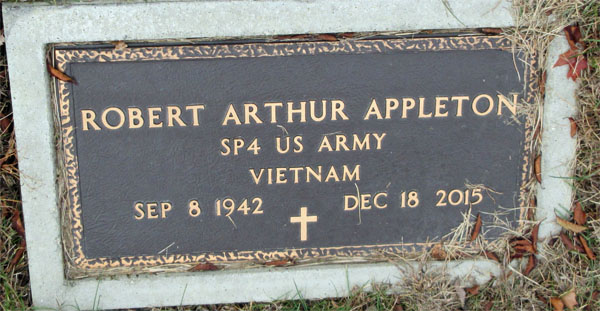 ROBERT ARTHUR APPLETON
SP4 US ARMY
VIETNAM
SEP 8 1942 DEC 18 2015